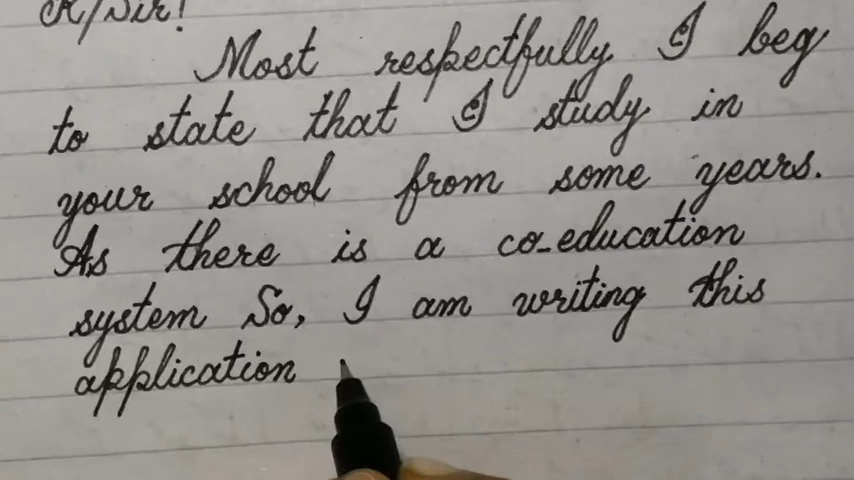 R/Sir!
Most respectfully I beg
to state that I study in
your school from some years.
As there is a co-education
system So, I am writing this
application